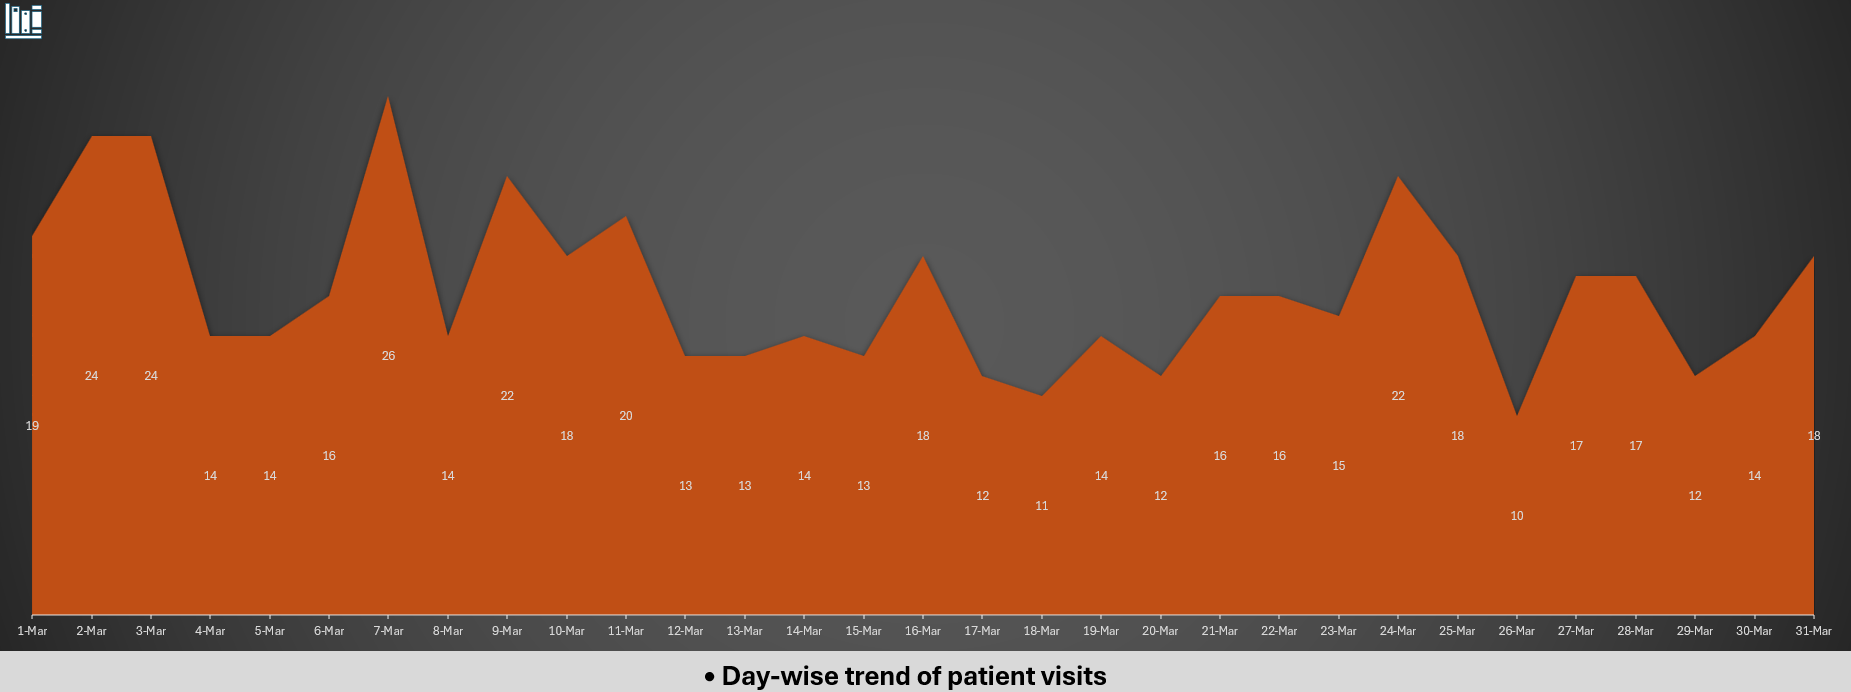 26
24 24
22 22
20
19
18 18 18 18
17 17
16 16 16
15
14 14 14 14 14 14
13 13 13
12 12 12
11
10
1-Mar 2-Mar 3-Mar 4-Mar 5-Mar 6-Mar 7-Mar 8-Mar 9-Mar 10-Mar 11-Mar 12-Mar 13-Mar 14-Mar 15-Mar 16-Mar 17-Mar 18-Mar 19-Mar 20-Mar 21-Mar 22-Mar 23-Mar 24-Mar 25-Mar 26-Mar 27-Mar 28-Mar 29-Mar 30-Mar 31-Mar
• Day-wise trend of patient visits